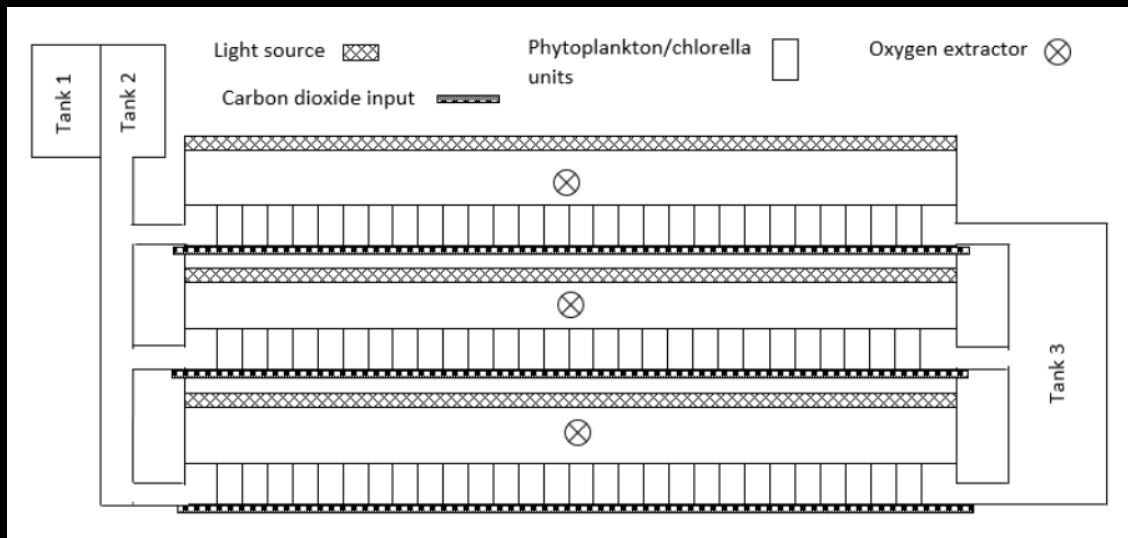 Light source
Phytoplankton/chlorella
units
Oxygen extractor
Carbon dioxide input
Tank 1
Tank 2
Tank 3